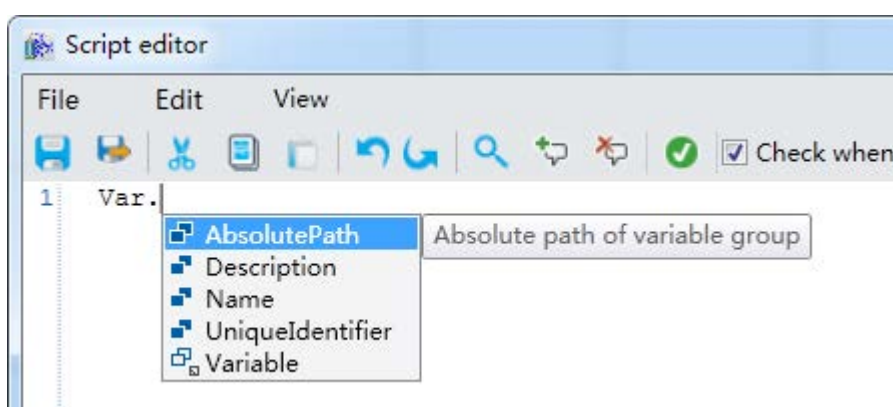 Script editor
File Edit View
Check when
1 Var.
AbsolutePath Absolute path of variable group
Description
Name
UniqueIdentifier
Variable